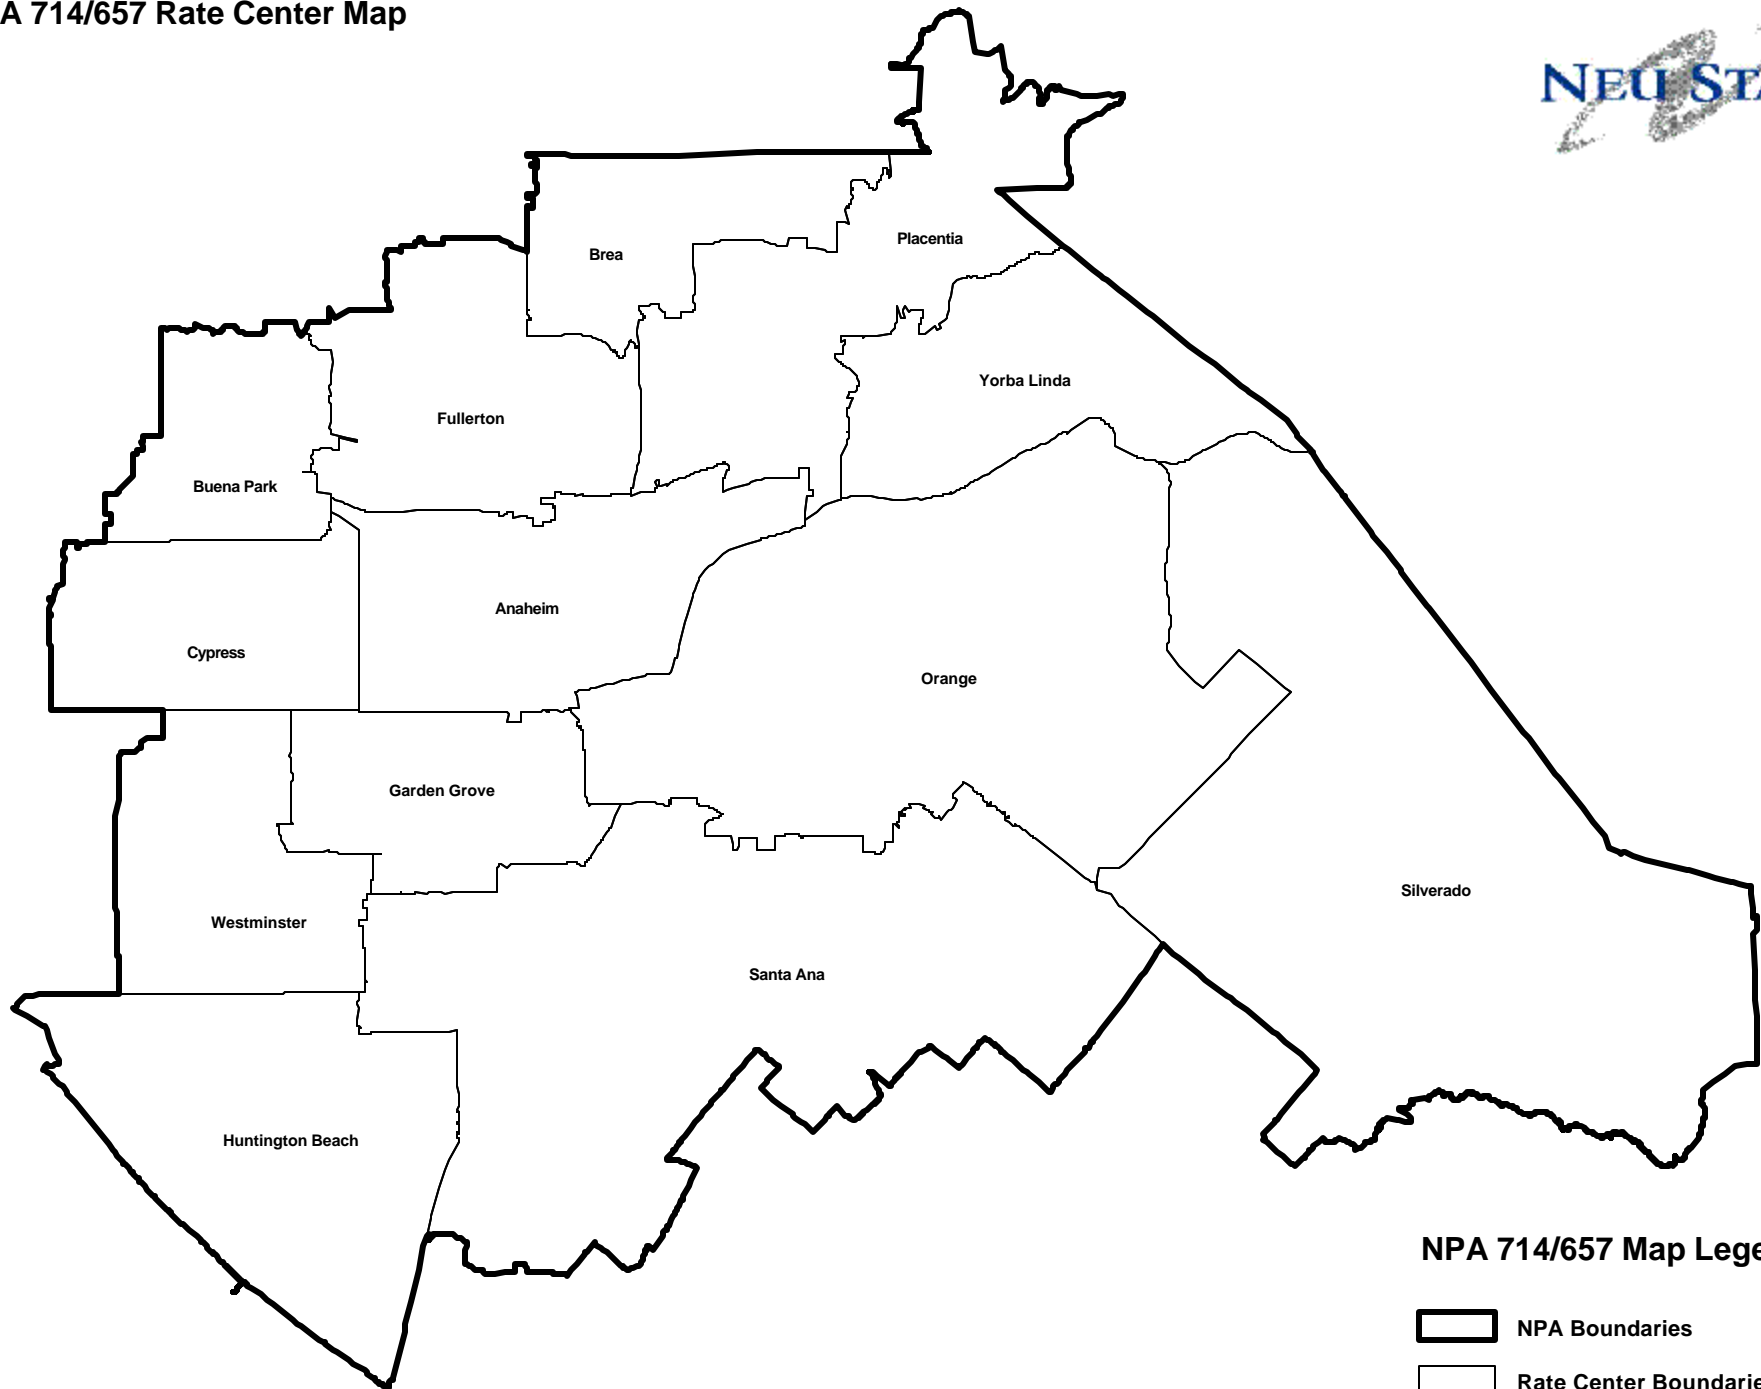 A 714/657 Rate Center Map
NEUSTA
Placentia
Brea
Yorba Linda
Fullerton
Buena Park
Anaheim
Cypress
Orange
Garden Grove
Silverado
Westminster
Santa Ana
Huntington Beach
NPA 714/657 Map Lege
NPA Boundaries
Rate Center Boundarie